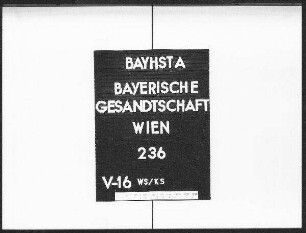 BAYHSTA
BAYERISCHE
GESANDTSCHAFT
WIEN
236
V-16 WS/KS